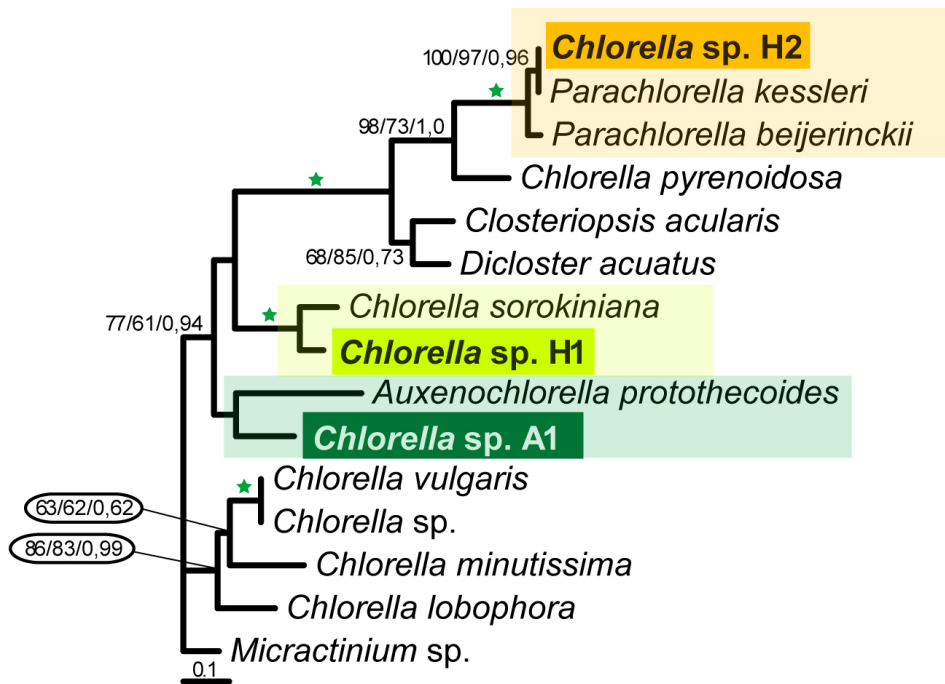 Chlorella sp. H2
100/97/0,96
Parachlorella kessleri
98/73/1,0
Parachlorella beijerinckii
Chlorella pyrenoidosa
Closteriopsis acularis
68/85/0,73
Dicloster acuatus
Chlorella sorokiniana
77/61/0,94
Chlorella sp. H1
Auxenochlorella protothecoides
Chlorella sp. A1
Chlorella vulgaris
63/62/0,62
Chlorella sp.
86/83/0,99
Chlorella minutissima
Chlorella lobophora
Micractinium sp.
0.1